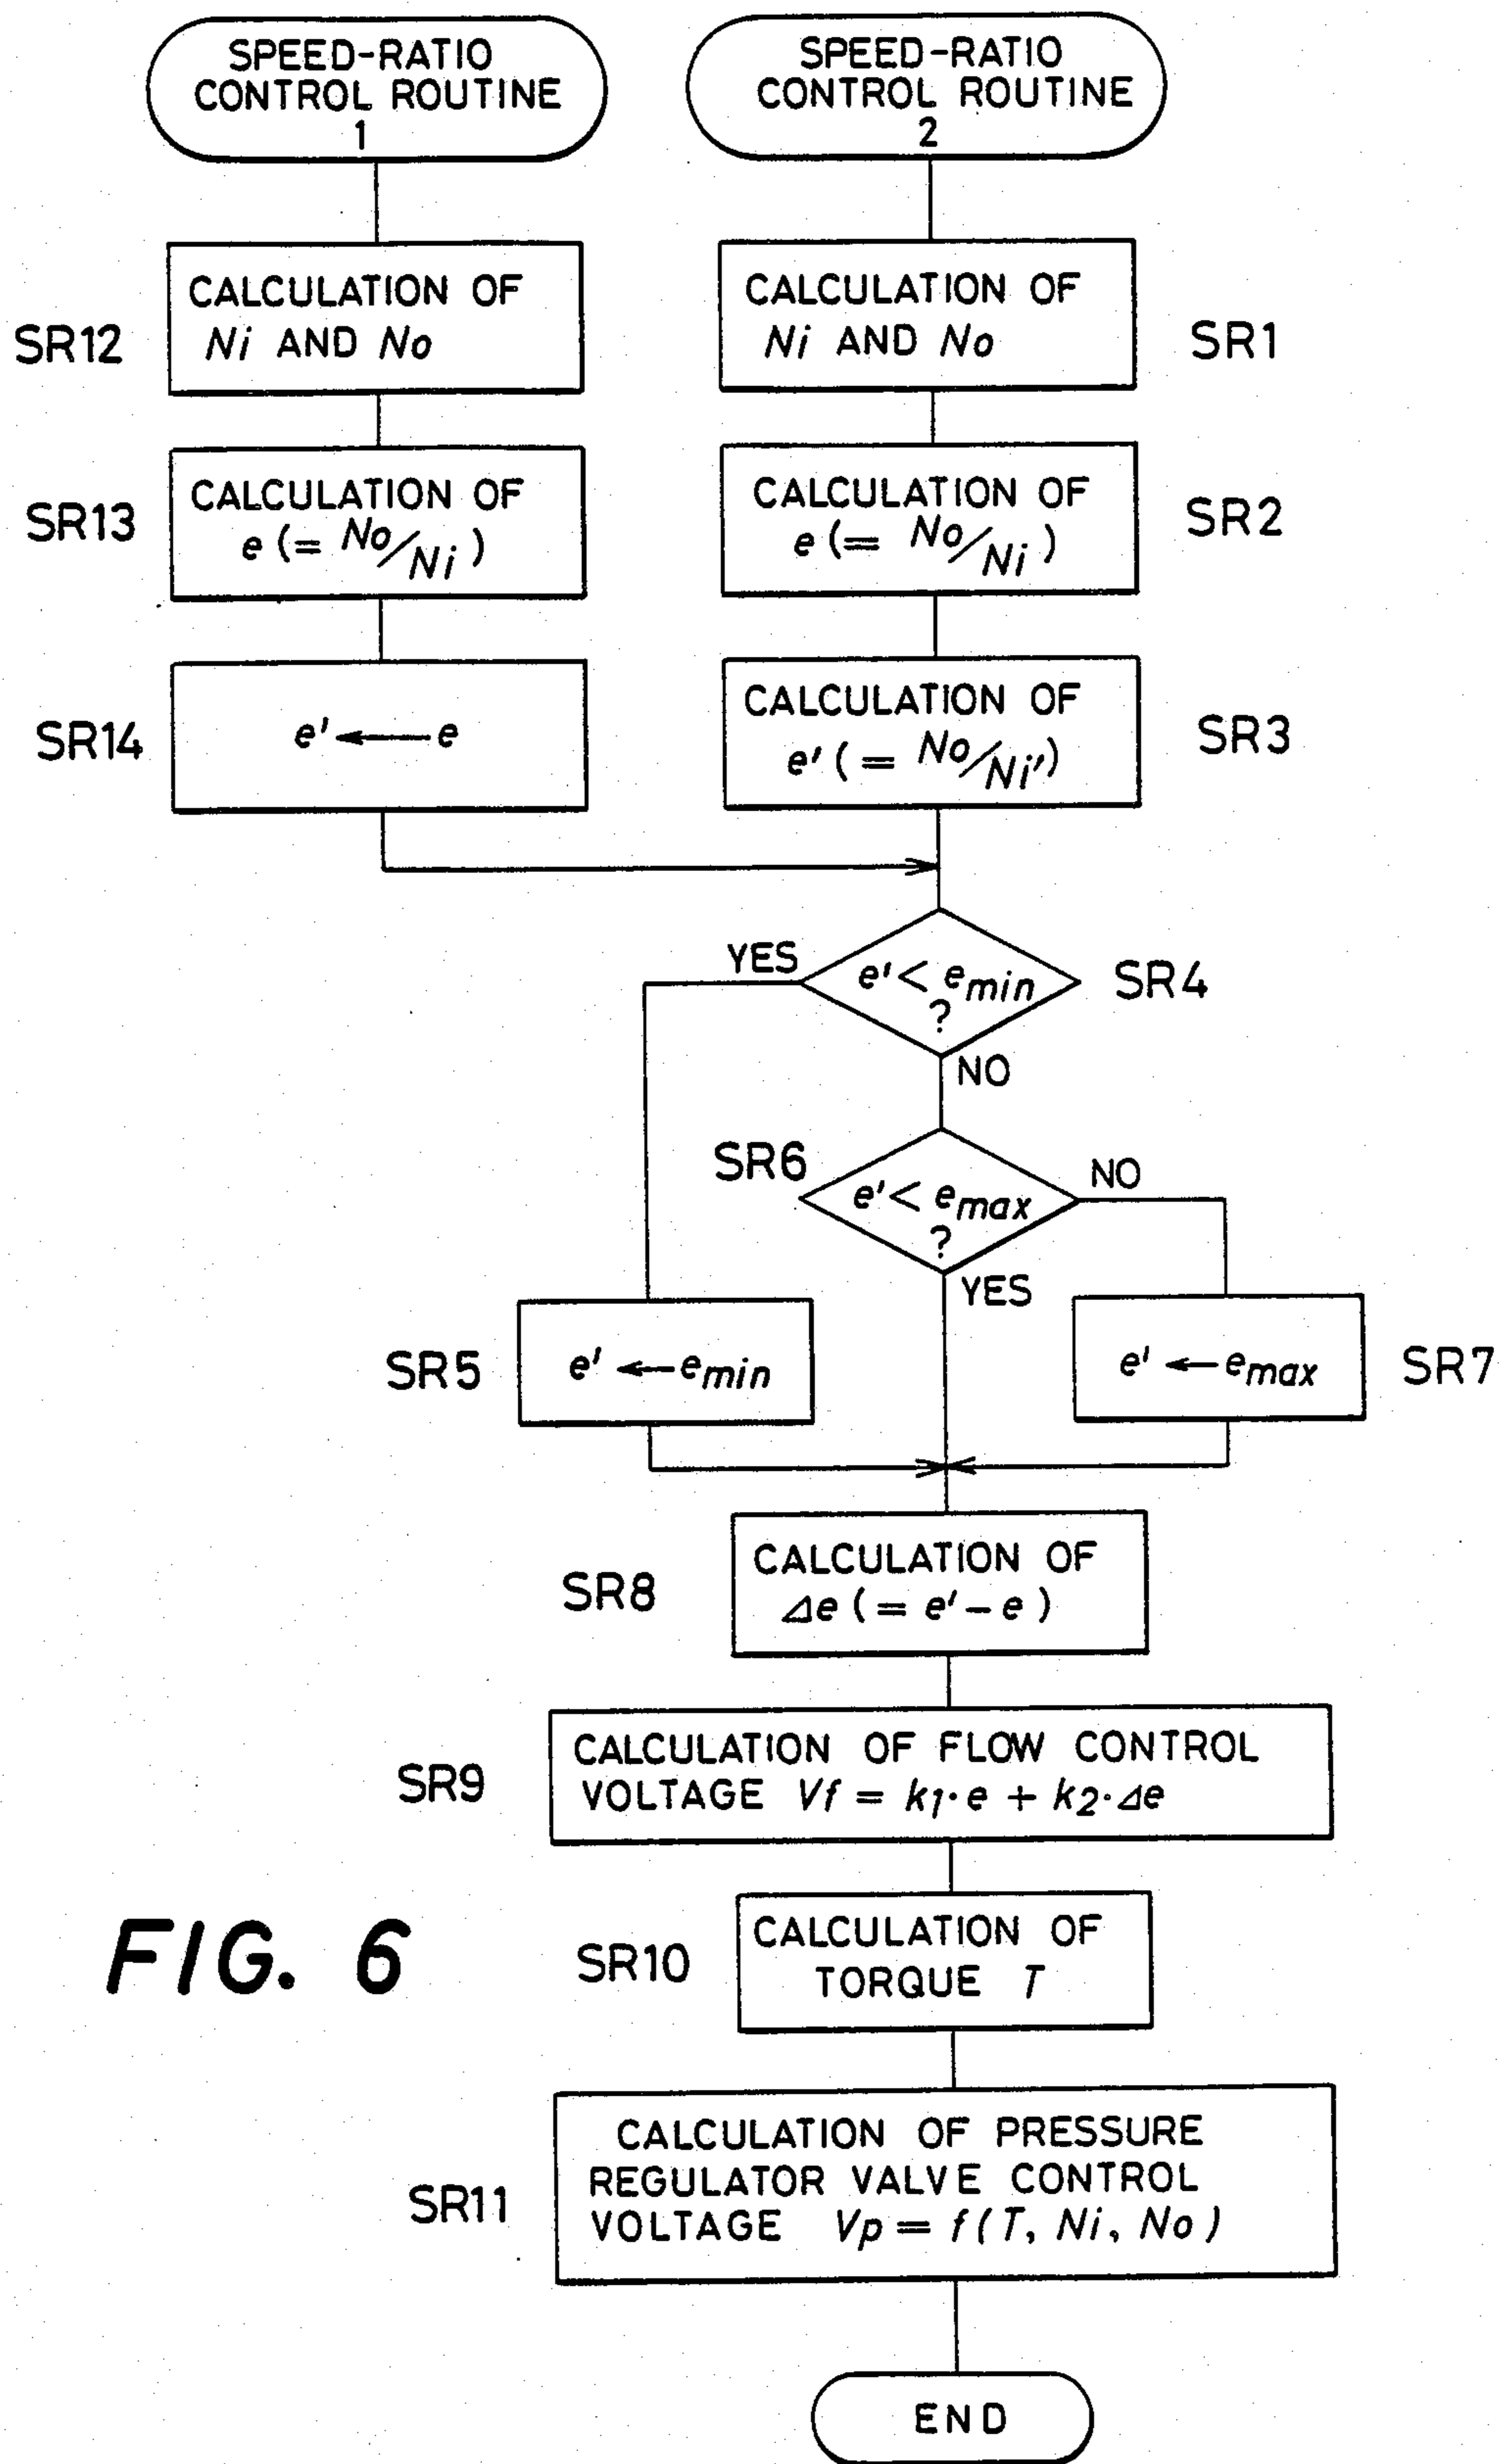 SPEED-RATIO
CONTROL ROUTINE
1
SPEED-RATIO
CONTROL ROUTINE
2
SR12
CALCULATION OF
Ni AND No
CALCULATION OF
Ni AND No
SR1
SR13
CALCULATION OF
e (= No/Ni)
CALCULATION OF
e (= No/Ni)
SR2
SR14
e' ← e
CALCULATION OF
e' (= No/Ni')
SR3
YES
e' < emin
?
SR4
NO
SR6
e' < emax
?
NO
YES
SR5
e' ← emin
e' ← emax
SR7
SR8
CALCULATION OF
Δe (= e' - e)
SR9
CALCULATION OF FLOW CONTROL
VOLTAGE Vf = k1·e + k2·Δe
FIG. 6
SR10
CALCULATION OF
TORQUE T
SR11
CALCULATION OF PRESSURE
REGULATOR VALVE CONTROL
VOLTAGE Vp = f(T, Ni, No)
END